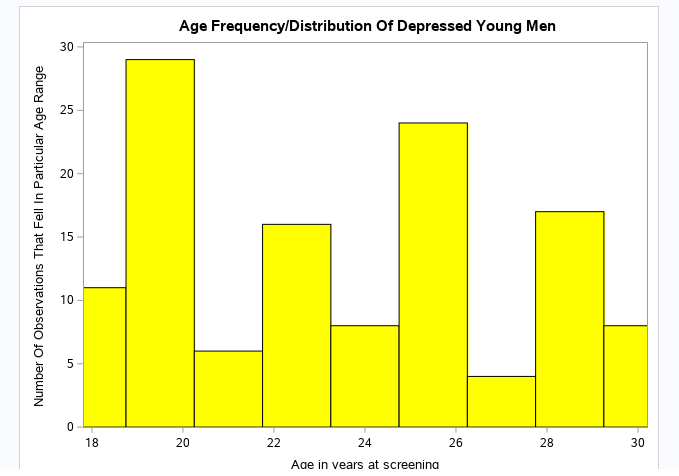 Age Frequency/Distribution Of Depressed Young Men
Number Of Observations That Fell In Particular Age Range
30
25
20
15
10
5
0
18 20 22 24 26 28 30
Age in years at screening